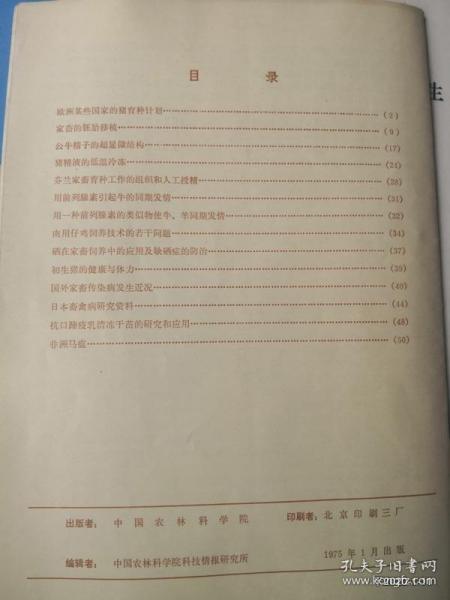 目 录
欧洲某些国家的猪育种计划……(2)
家畜的胚胎移植……(9)
公牛精子的超显微结构……(17)
猪精液的低温冷冻……(24)
芬兰家畜育种工作的组织和人工授精……(28)
用前列腺素引起牛的同期发情……(31)
用一种前列腺素的类似物使牛、羊同期发情……(32)
肉用仔鸡饲养技术的若干问题……(34)
硒在家畜饲养中的应用及缺硒症的防治……(37)
初生猪的健康与体力……(39)
国外家畜传染病发生近况……(40)
日本畜禽病研究资料……(44)
抗口蹄疫乳清冻干苗的研究和应用……(48)
非洲马瘟……(50)
出版者:中国农林科学院
印刷者:北京印刷三厂
编辑者:中国农林科学院科技情报研究所
1975年1月出版
生
孔夫子旧书网